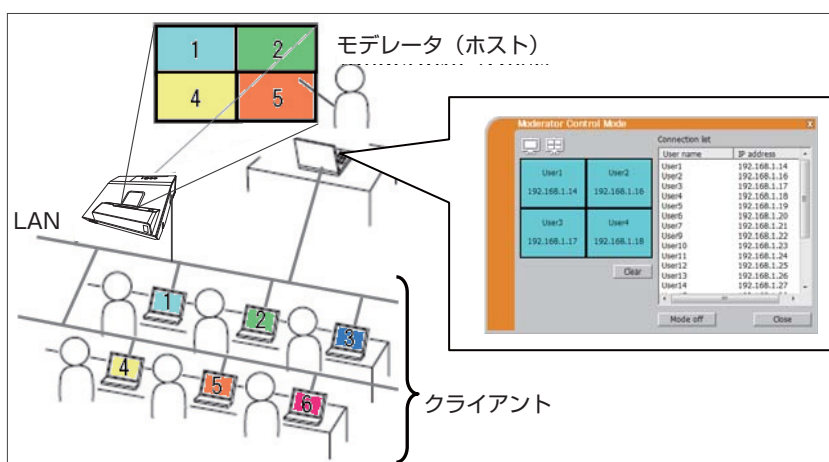 1
2
モデレータ（ホスト）
4
5
Moderator Control Mode
X
Connection list
User name
IP address
User1
192.168.1.14
User2
192.168.1.16
User3
192.168.1.17
User4
192.168.1.18
Clear
User1 192.168.1.14
User2 192.168.1.16
User3 192.168.1.17
User4 192.168.1.18
User5 192.168.1.19
User6 192.168.1.20
User7 192.168.1.21
User9 192.168.1.22
User10 192.168.1.23
User11 192.168.1.24
User12 192.168.1.25
User13 192.168.1.26
User14 192.168.1.27
Mode off
Close
LAN
1
2
3
4
5
6
クライアント